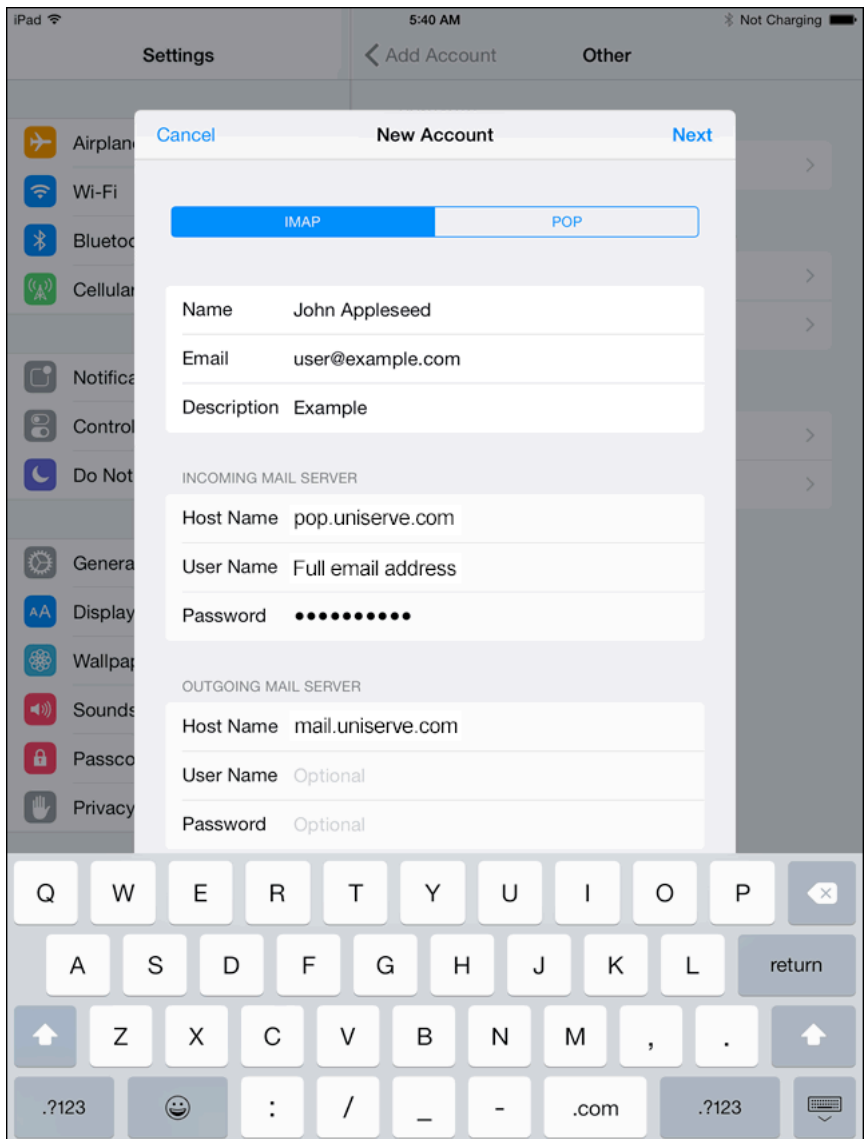 iPad 5:40 AM Not Charging
Settings Add Account Other
Cancel New Account Next
IMAP POP
Airplan
Wi-Fi
Bluetoo
Cellular
Notifica
Control
Do Not
Genera
Display
Wallpap
Sounds
Passco
Privacy
Name John Appleseed
Email user@example.com
Description Example
INCOMING MAIL SERVER
Host Name pop.uniserve.com
User Name Full email address
Password ••••••••••
OUTGOING MAIL SERVER
Host Name mail.uniserve.com
User Name Optional
Password Optional
Q W E R T Y U I O P
A S D F G H J K L return
Z X C V B N M , .
.?123 : / _ - .com .?123